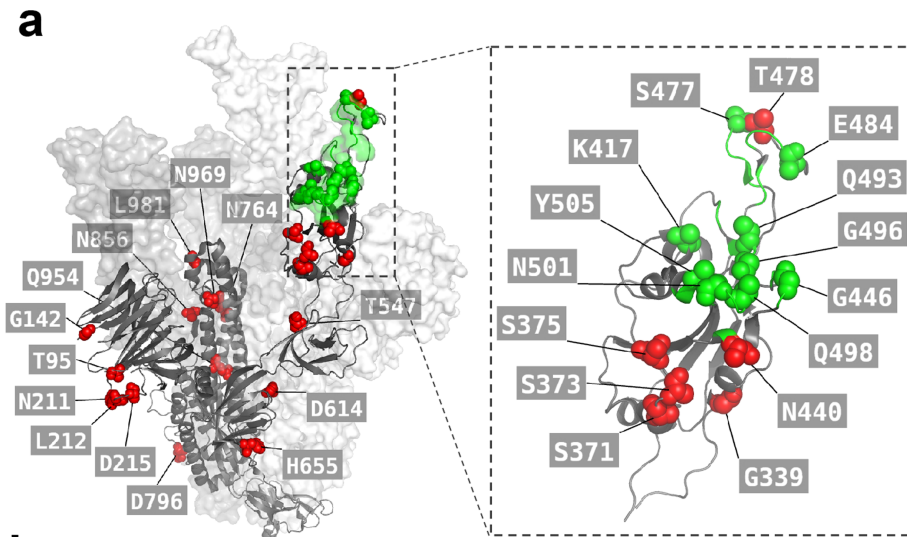 a
N969
L981
N764
N856
Q954
G142
T547
T95
N211
L212
D215
D796
D614
H655
T478
S477
E484
K417
Q493
Y505
G496
N501
G446
S375
Q498
S373
N440
S371
G339